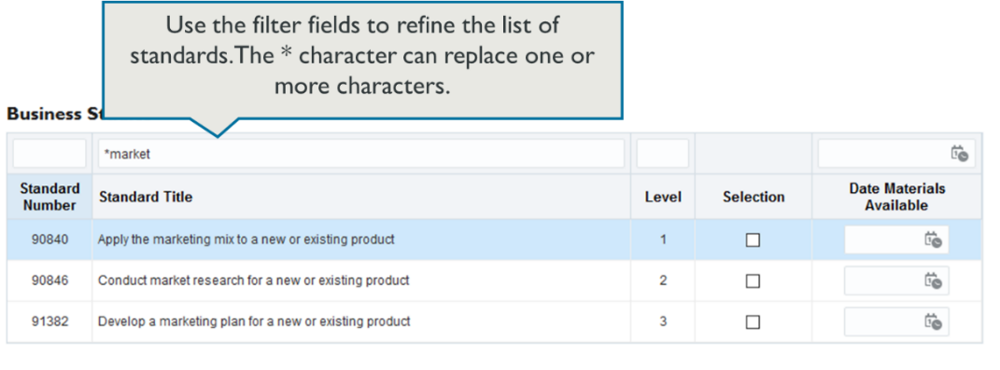 Use the filter fields to refine the list of
standards. The * character can replace one or
more characters.
Business St
*market
Standard Number Standard Title Level Selection Date Materials Available
90840 Apply the marketing mix to a new or existing product 1
90846 Conduct market research for a new or existing product 2
91382 Develop a marketing plan for a new or existing product 3